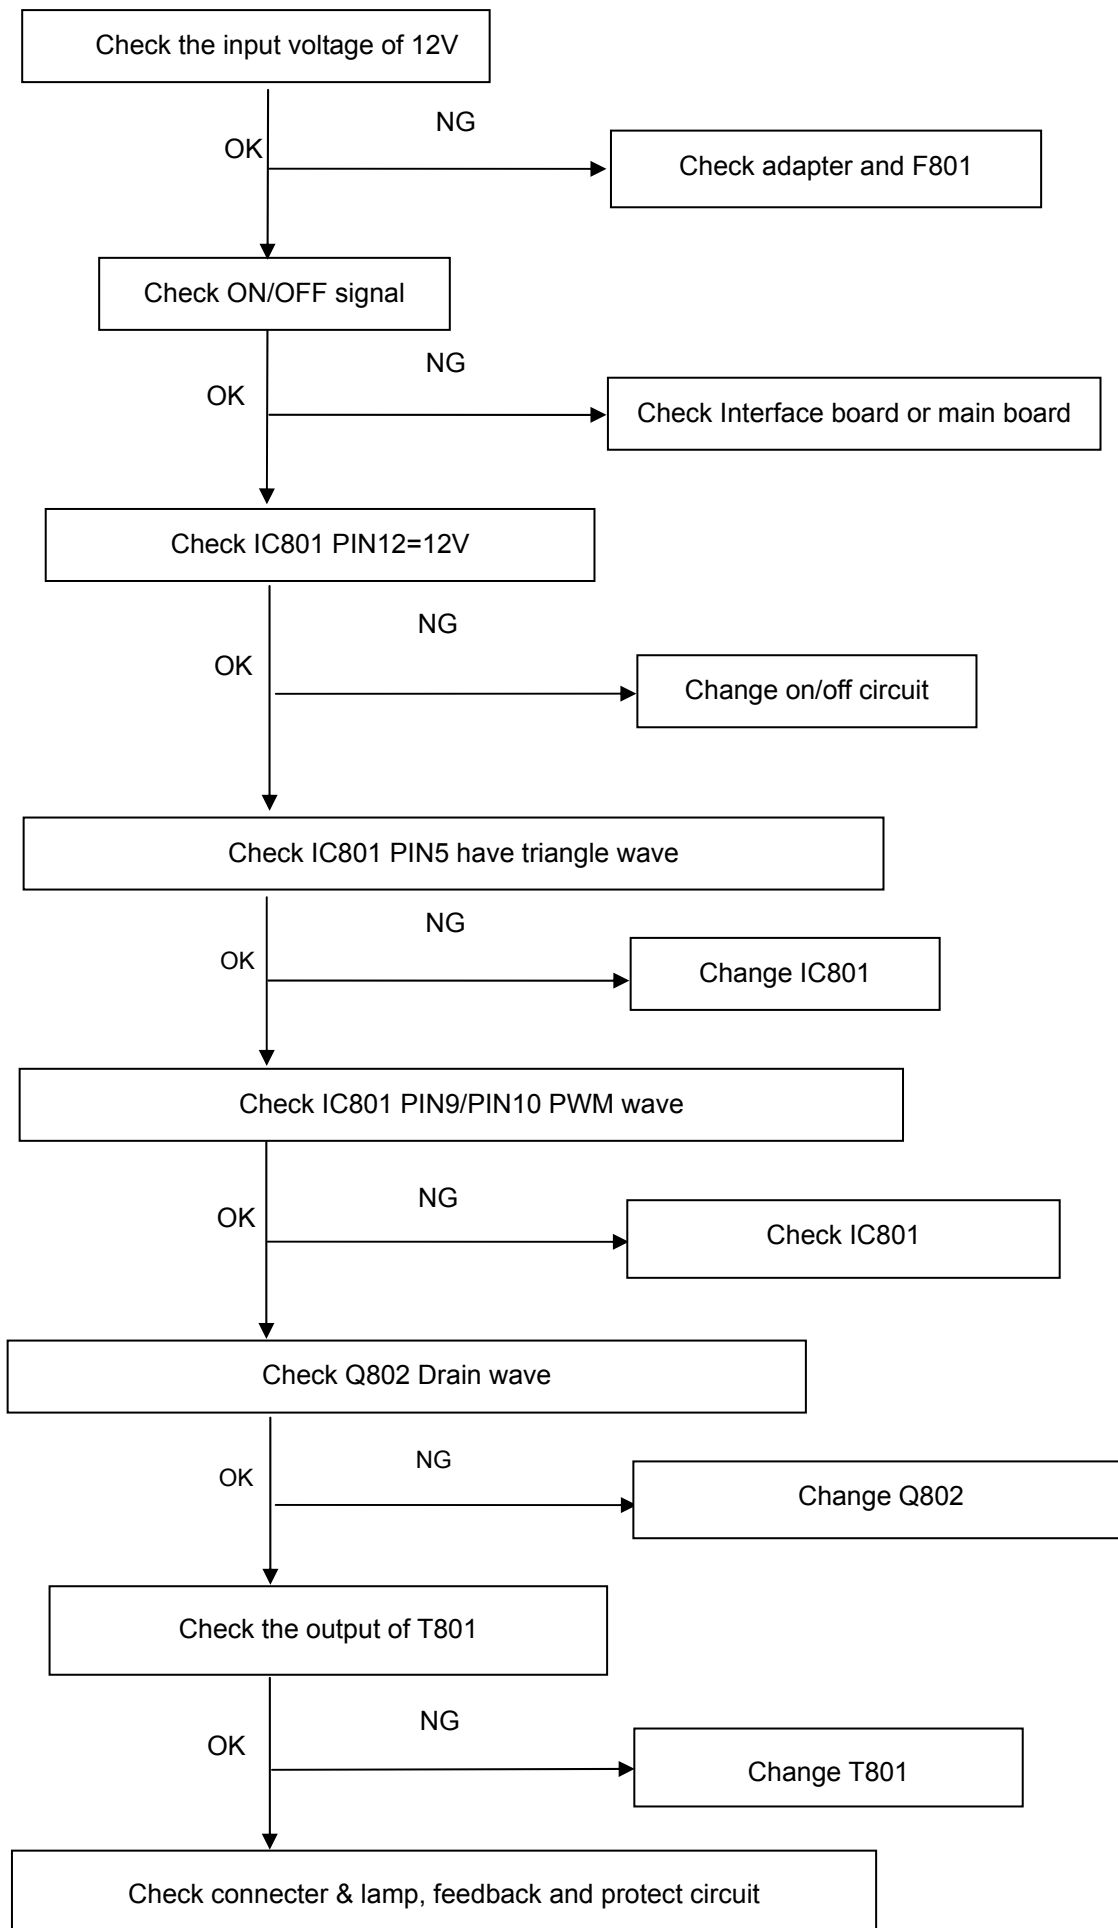 Check the input voltage of 12V
NG
OK
Check adapter and F801
Check ON/OFF signal
NG
OK
Check Interface board or main board
Check IC801 PIN12=12V
NG
OK
Change on/off circuit
Check IC801 PIN5 have triangle wave
NG
OK
Change IC801
Check IC801 PIN9/PIN10 PWM wave
NG
OK
Check IC801
Check Q802 Drain wave
NG
OK
Change Q802
Check the output of T801
NG
OK
Change T801
Check connecter & lamp, feedback and protect circuit